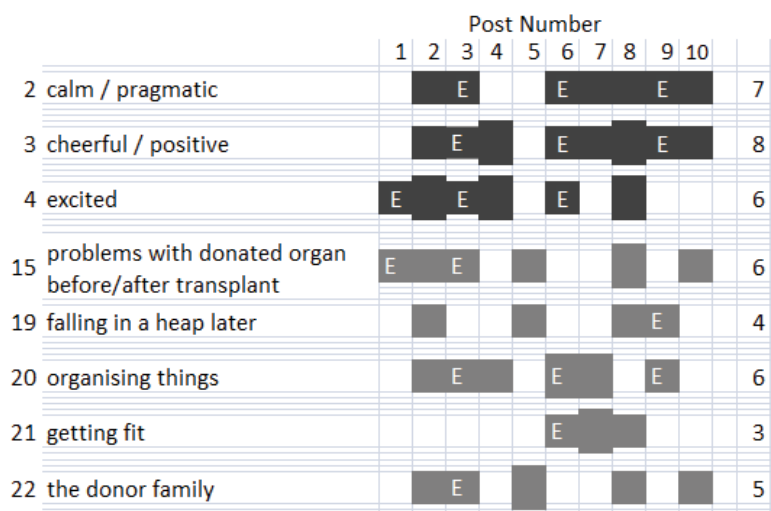 Post Number
1 2 3 4 5 6 7 8 9 10
2 calm / pragmatic E E E 7
3 cheerful / positive E E E 8
4 excited E E E 6
problems with donated organ
15 E E 6
before/after transplant
19 falling in a heap later E 4
20 organising things E E E 6
21 getting fit E 3
22 the donor family E 5